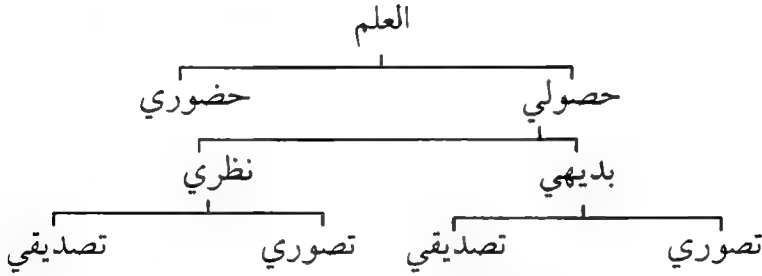 العلم
حصولي حضوري
بديهي نظري
تصوري تصديقي تصوري تصديقي